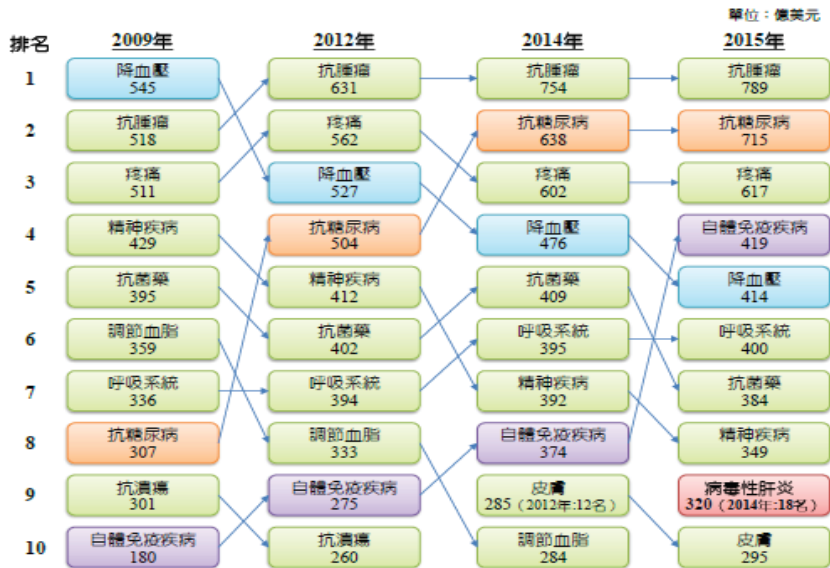 單位：億美元
排名 2009年 2012年 2014年 2015年
1 降血壓 抗腫瘤 抗腫瘤 抗腫瘤
545 631 754 789
2 抗腫瘤 疼痛 抗糖尿病 抗糖尿病
518 562 638 715
3 疼痛 降血壓 疼痛 疼痛
511 527 602 617
4 精神疾病 抗糖尿病 降血壓 自體免疫疾病
429 504 476 419
5 抗菌藥 精神疾病 抗菌藥 降血壓
395 412 409 414
6 調節血脂 抗菌藥 呼吸系統 呼吸系統
359 402 395 400
7 呼吸系統 呼吸系統 精神疾病 抗菌藥
336 394 392 384
8 抗糖尿病 調節血脂 自體免疫疾病 精神疾病
307 333 374 349
9 抗潰瘍 自體免疫疾病 皮膚 病毒性肝炎
301 275 285（2012年:12名） 320（2014年:18名）
10 自體免疫疾病 抗潰瘍 調節血脂 皮膚
180 260 284 295